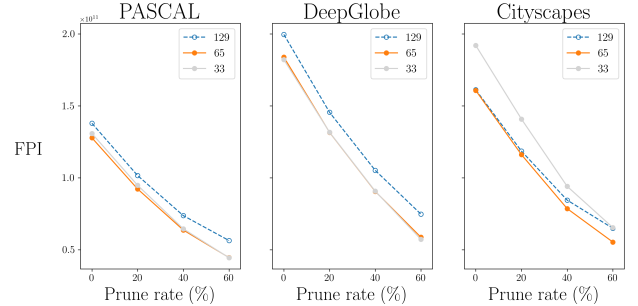 PASCAL
DeepGlobe
Cityscapes
×10¹¹
2.0
1.5
1.0
0.5
FPI
129
65
33
129
65
33
129
65
33
0 20 40 60
0 20 40 60
0 20 40 60
Prune rate (%)
Prune rate (%)
Prune rate (%)